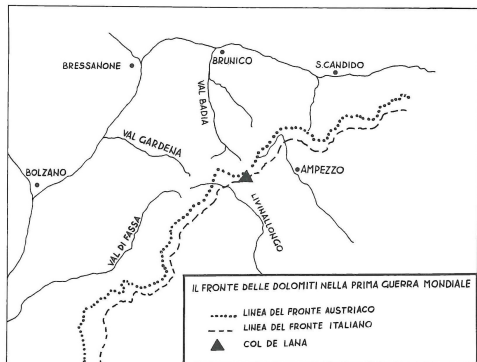 BRESSANONE
BRUNICO
S. CANDIDO
VAL BADIA
VAL GARDENA
BOLZANO
AMPEZZO
LIVINALLONGO
VAL DI FASSA
IL FRONTE DELLE DOLOMITI NELLA PRIMA GUERRA MONDIALE
LINEA DEL FRONTE AUSTRIACO
LINEA DEL FRONTE ITALIANO
COL DE LANA